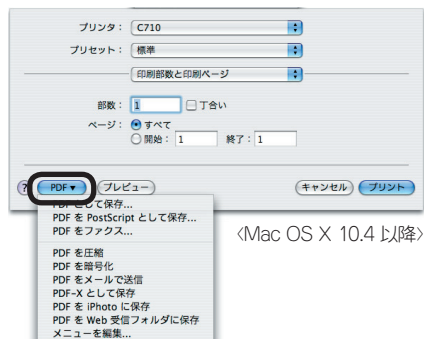 プリンタ： C710
プリセット： 標準
印刷部数と印刷ページ
部数： 1 丁合い
ページ： すべて
開始： 1 終了： 1
? PDF▼ プレビュー キャンセル プリント
PDF として保存...
PDF を PostScript として保存...
PDF をファクス...
〈Mac OS X 10.4 以降〉
PDF を圧縮
PDF を暗号化
PDF をメールで送信
PDF-X として保存
PDF を iPhoto に保存
PDF を Web 受信フォルダに保存
メニューを編集...